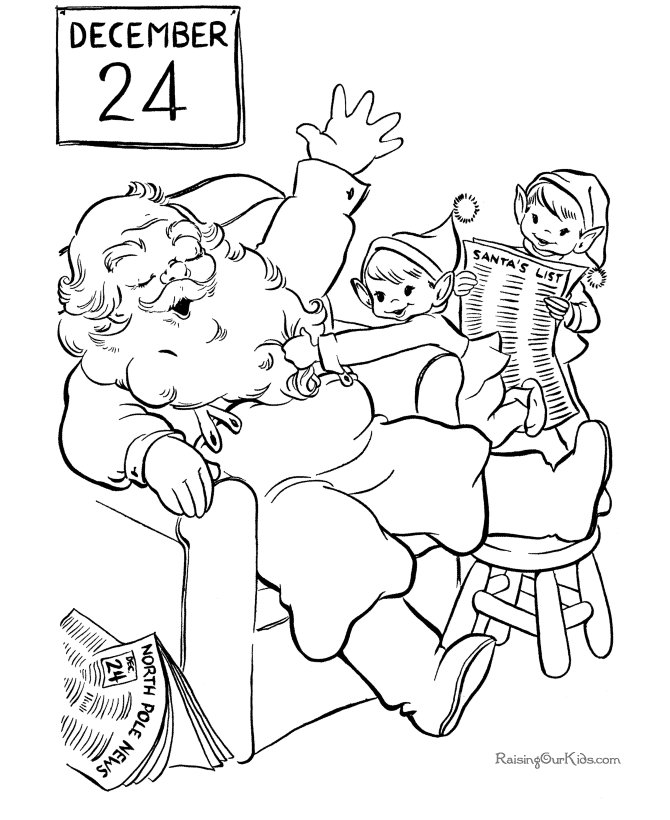 DECEMBER
24
SANTA'S LIST
DEC.
24
NORTH POLE NEWS
RaisingOurKids.com